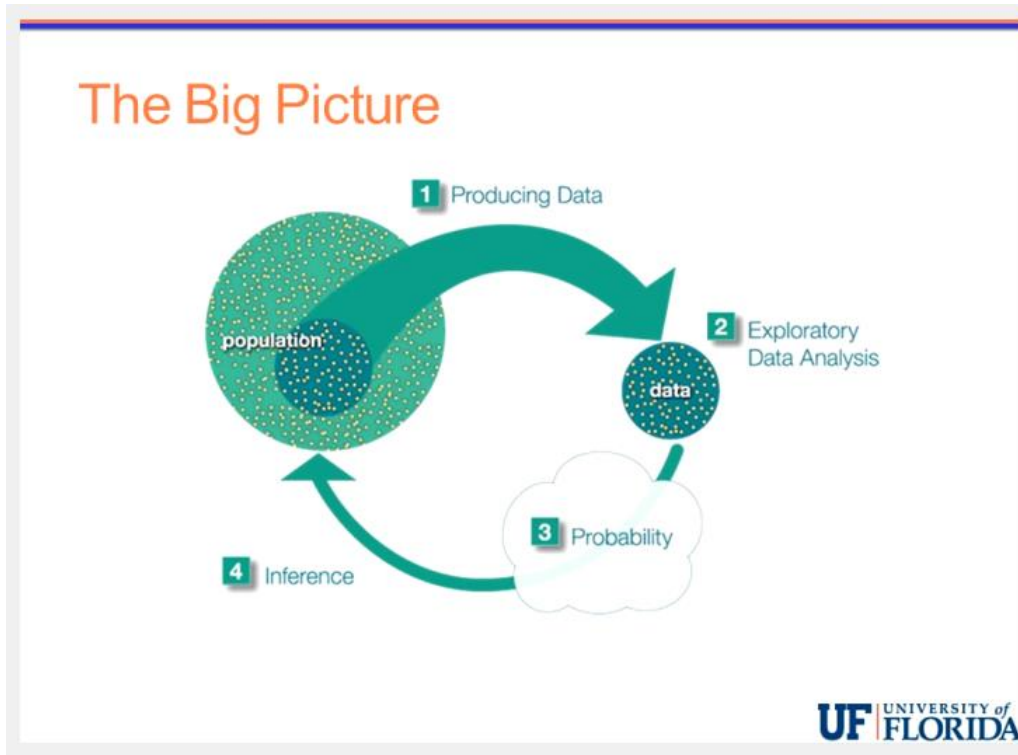 The Big Picture
1 Producing Data
population
2 Exploratory
Data Analysis
data
3 Probability
4 Inference
UF UNIVERSITY of
FLORIDA